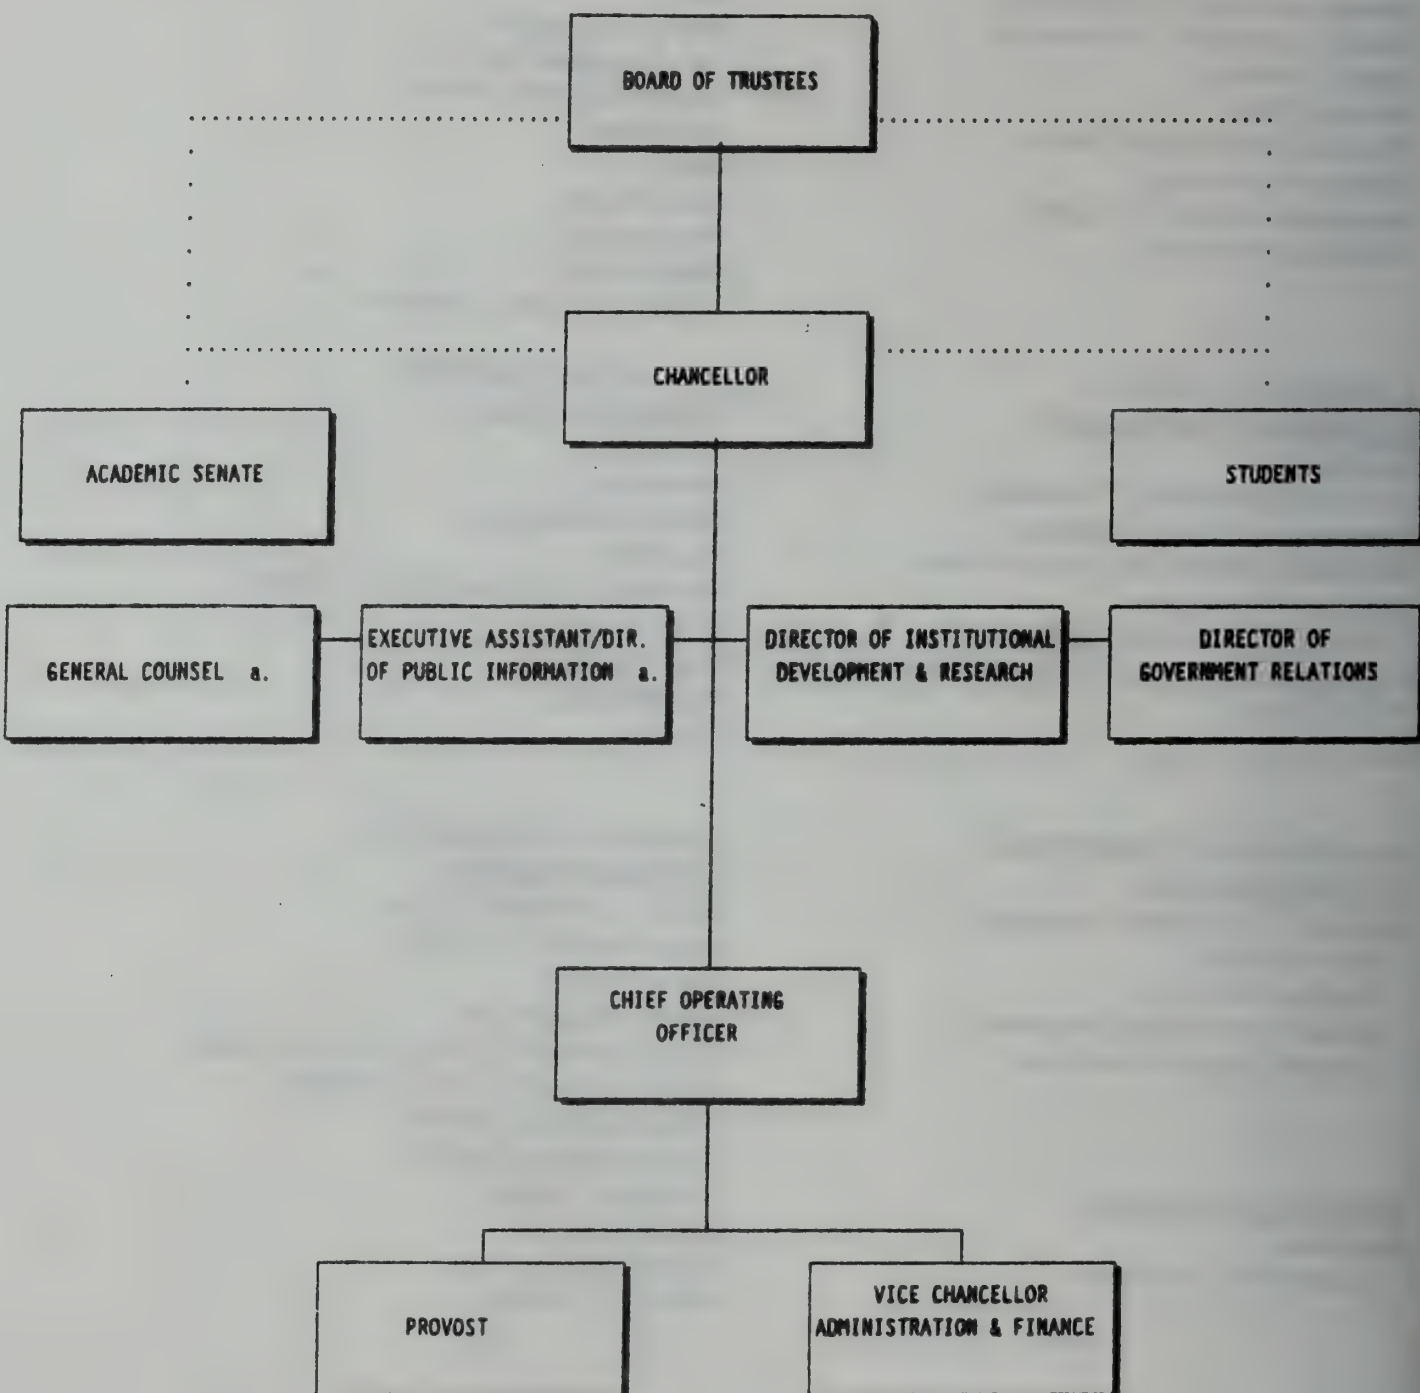 BOARD OF TRUSTEES
CHANCELLOR
ACADEMIC SENATE
STUDENTS
GENERAL COUNSEL a.
EXECUTIVE ASSISTANT/DIR.
OF PUBLIC INFORMATION a.
DIRECTOR OF INSTITUTIONAL
DEVELOPMENT & RESEARCH
DIRECTOR OF
GOVERNMENT RELATIONS
CHIEF OPERATING
OFFICER
PROVOST
VICE CHANCELLOR
ADMINISTRATION & FINANCE